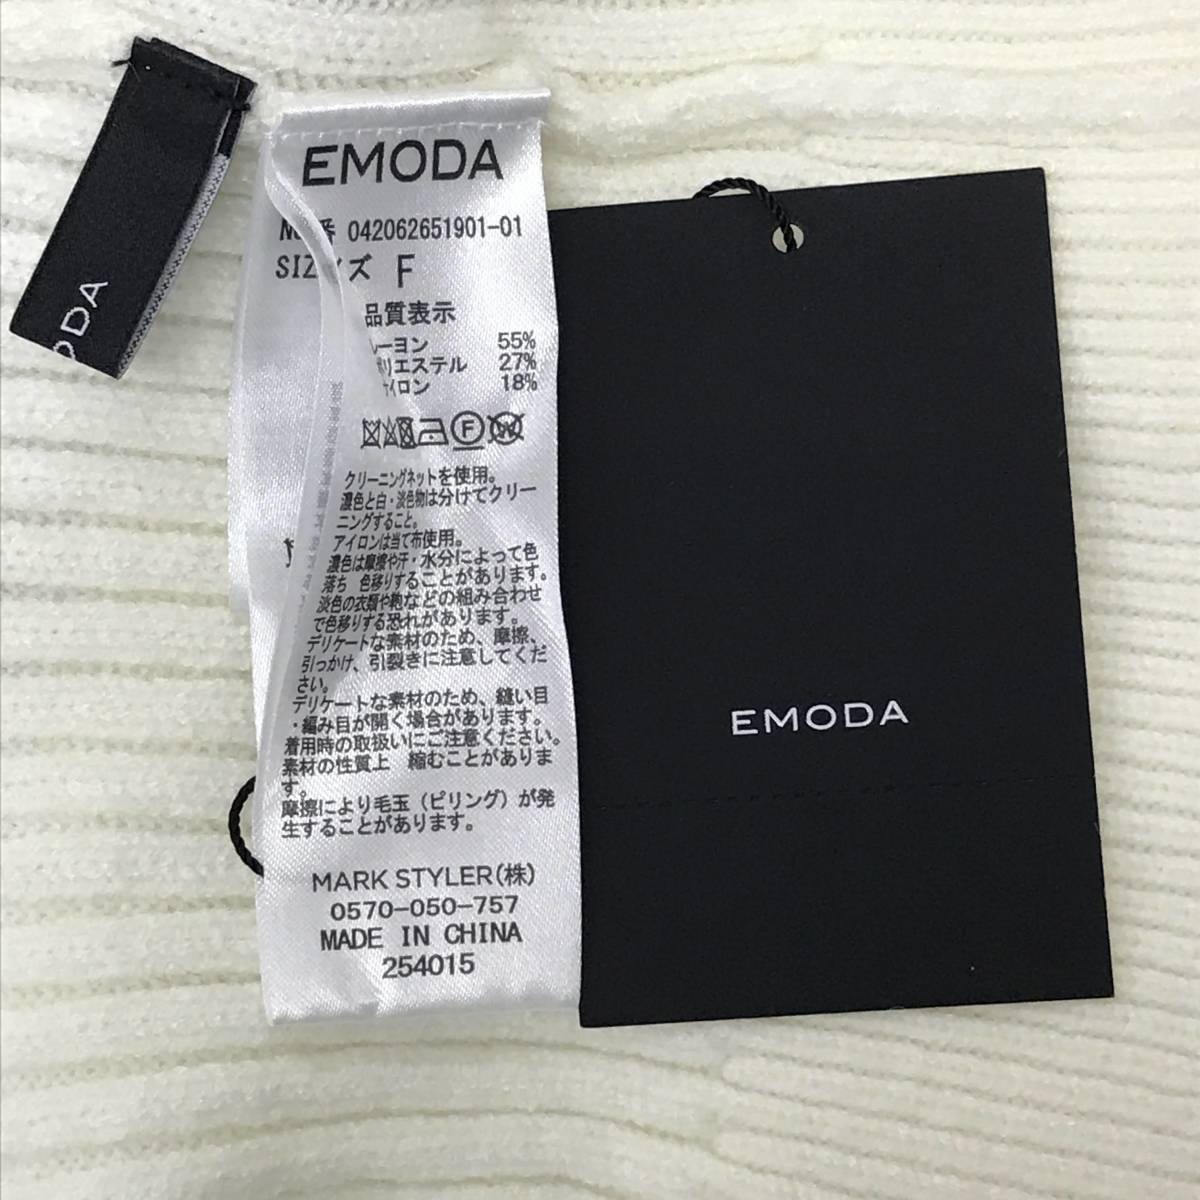 EMODA
番 042062651901-01
F
品質表示
ーヨン 55%
リエステル 27%
イロン 18%
クリーニングネットを使用。
濃色と白・淡色物は分けてクリー
ニングすること。
アイロンは当て布使用。
濃色は摩擦や汗・水分によって色
落ち 色移りすることがあります。
淡色の衣類や鞄などの組み合わせ
で色移りする恐れがあります。
デリケートな素材のため、摩擦、
引っかけ、引裂きに注意してくだ
さい。
デリケートな素材のため、縫い目
・編み目が開く場合があります。
着用時の取扱いにご注意ください。
素材の性質上 縮むことがありま
す。
摩擦により毛玉（ピリング）が発
生することがあります。
MARK STYLER(株)
0570-050-757
MADE IN CHINA
254015
EMODA